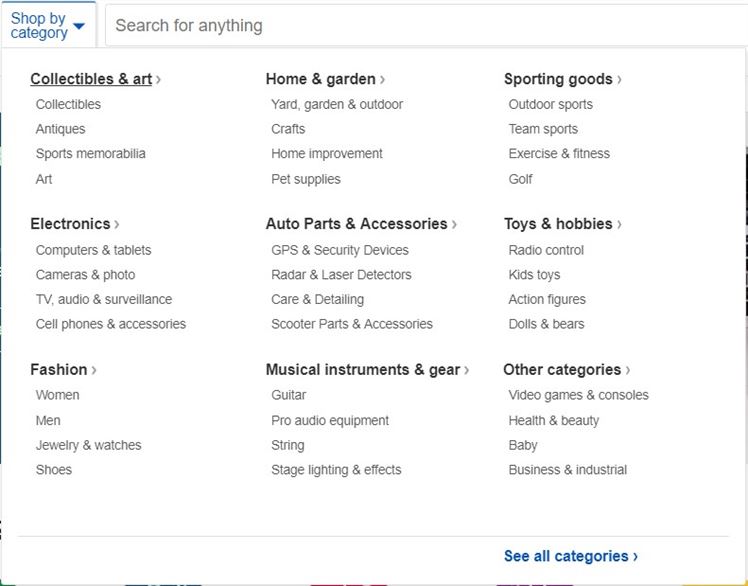 Shop by
category
Search for anything
Collectibles & art ›
Collectibles
Antiques
Sports memorabilia
Art
Home & garden ›
Yard, garden & outdoor
Crafts
Home improvement
Pet supplies
Sporting goods ›
Outdoor sports
Team sports
Exercise & fitness
Golf
Electronics ›
Computers & tablets
Cameras & photo
TV, audio & surveillance
Cell phones & accessories
Auto Parts & Accessories ›
GPS & Security Devices
Radar & Laser Detectors
Care & Detailing
Scooter Parts & Accessories
Toys & hobbies ›
Radio control
Kids toys
Action figures
Dolls & bears
Fashion ›
Women
Men
Jewelry & watches
Shoes
Musical instruments & gear ›
Guitar
Pro audio equipment
String
Stage lighting & effects
Other categories ›
Video games & consoles
Health & beauty
Baby
Business & industrial
See all categories ›